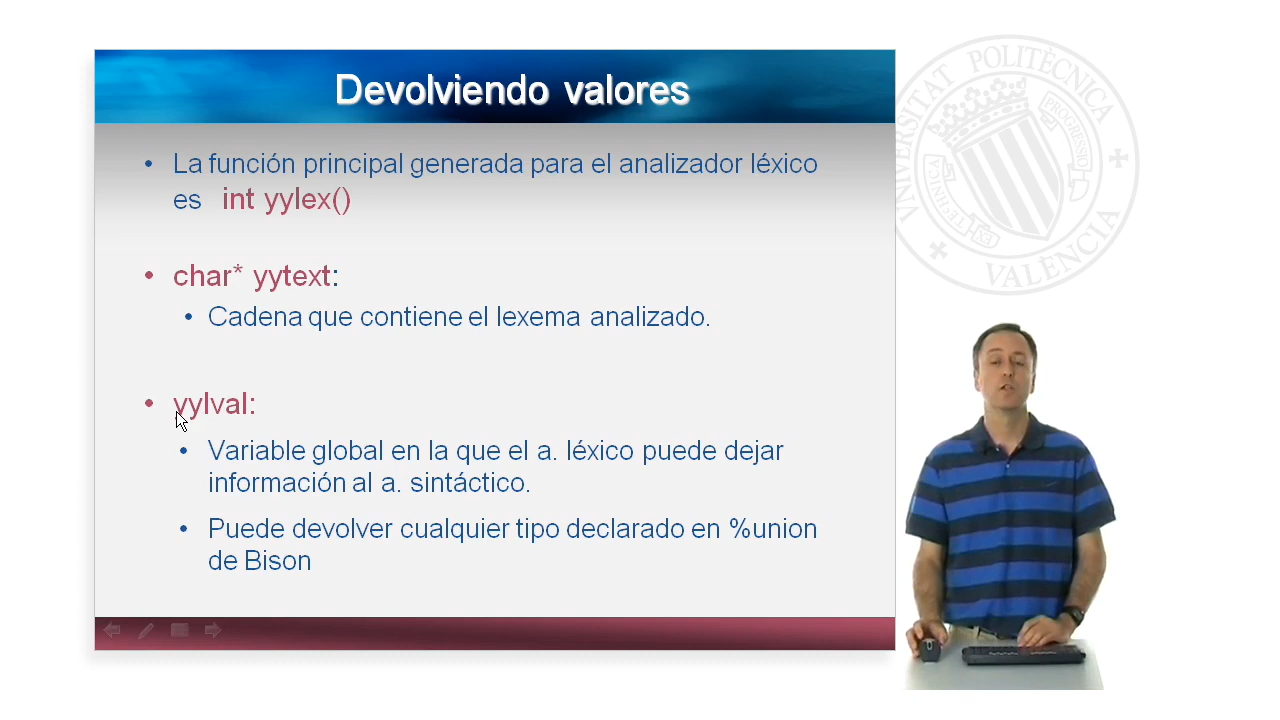 Devolviendo valores
• La función principal generada para el analizador léxico
es int yylex()
• char* yytext:
• Cadena que contiene el lexema analizado.
• yylval:
• Variable global en la que el a. léxico puede dejar
información al a. sintáctico.
• Puede devolver cualquier tipo declarado en %union
de Bison
UNIVERSITAT POLITÈCNICA
VALÈNCIA